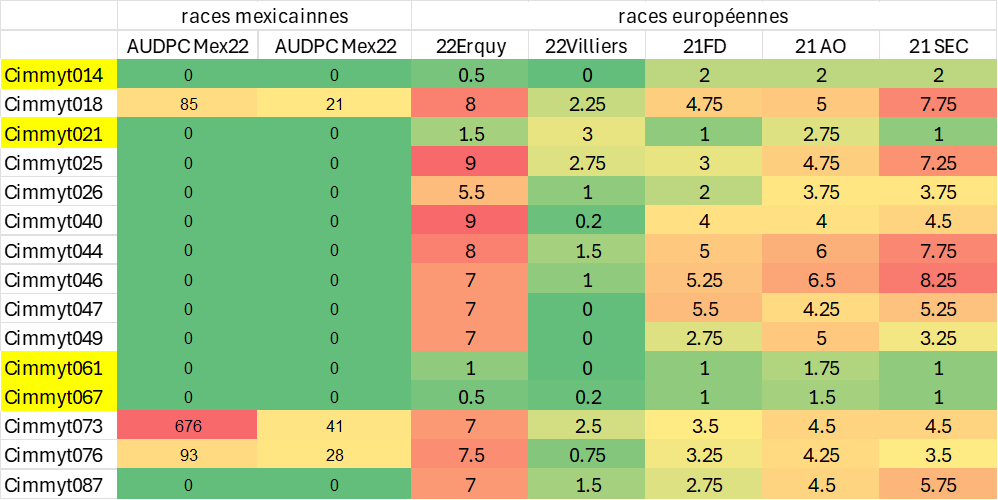 races mexicainnes races européennes
AUDPC Mex22 AUDPC Mex22 22Erquy 22Villiers 21FD 21 AO 21 SEC
Cimmyt014 0 0 0.5 0 2 2 2
Cimmyt018 85 21 8 2.25 4.75 5 7.75
Cimmyt021 0 0 1.5 3 1 2.75 1
Cimmyt025 0 0 9 2.75 3 4.75 7.25
Cimmyt026 0 0 5.5 1 2 3.75 3.75
Cimmyt040 0 0 9 0.2 4 4 4.5
Cimmyt044 0 0 8 1.5 5 6 7.75
Cimmyt046 0 0 7 1 5.25 6.5 8.25
Cimmyt047 0 0 7 0 5.5 4.25 5.25
Cimmyt049 0 0 7 0 2.75 5 3.25
Cimmyt061 0 0 1 0 1 1.75 1
Cimmyt067 0 0 0.5 0.2 1 1.5 1
Cimmyt073 676 41 7 2.5 3.5 4.5 4.5
Cimmyt076 93 28 7.5 0.75 3.25 4.25 3.5
Cimmyt087 0 0 7 1.5 2.75 4.5 5.75